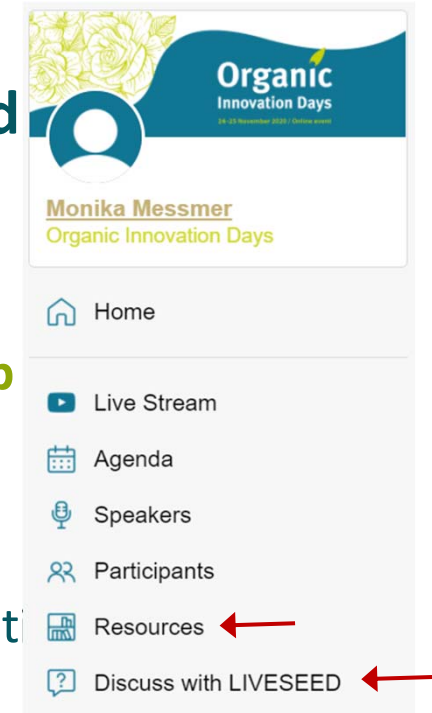 Organic
Innovation Days
24-25 November 2020 / Online event
d
Monika Messmer
Organic Innovation Days
Home
Live Stream
Agenda
Speakers
Participants
Resources
Discuss with LIVESEED